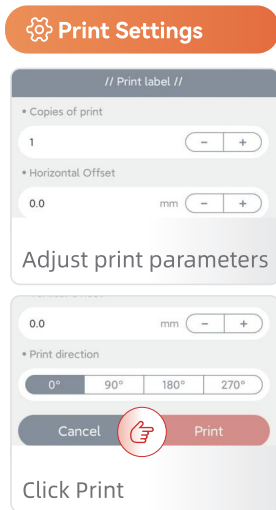 Print Settings
// Print label //
• Copies of print
1 - +
• Horizontal Offset
0.0 mm - +
Adjust print parameters
0.0 mm - +
• Print direction
0° 90° 180° 270°
Cancel Print
Click Print